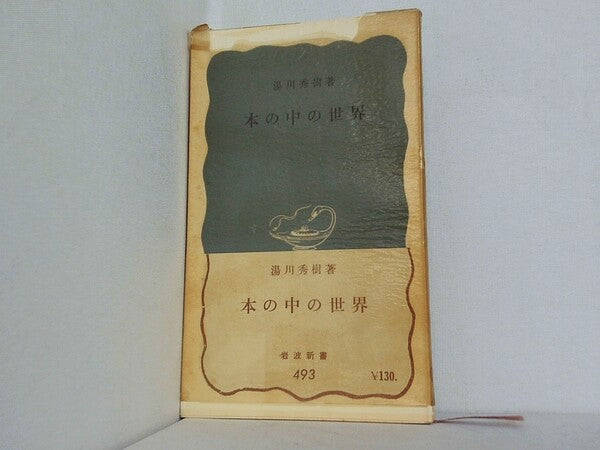 湯川秀樹著
本の中の世界
湯川秀樹著
本の中の世界
岩波新書
493
¥130.